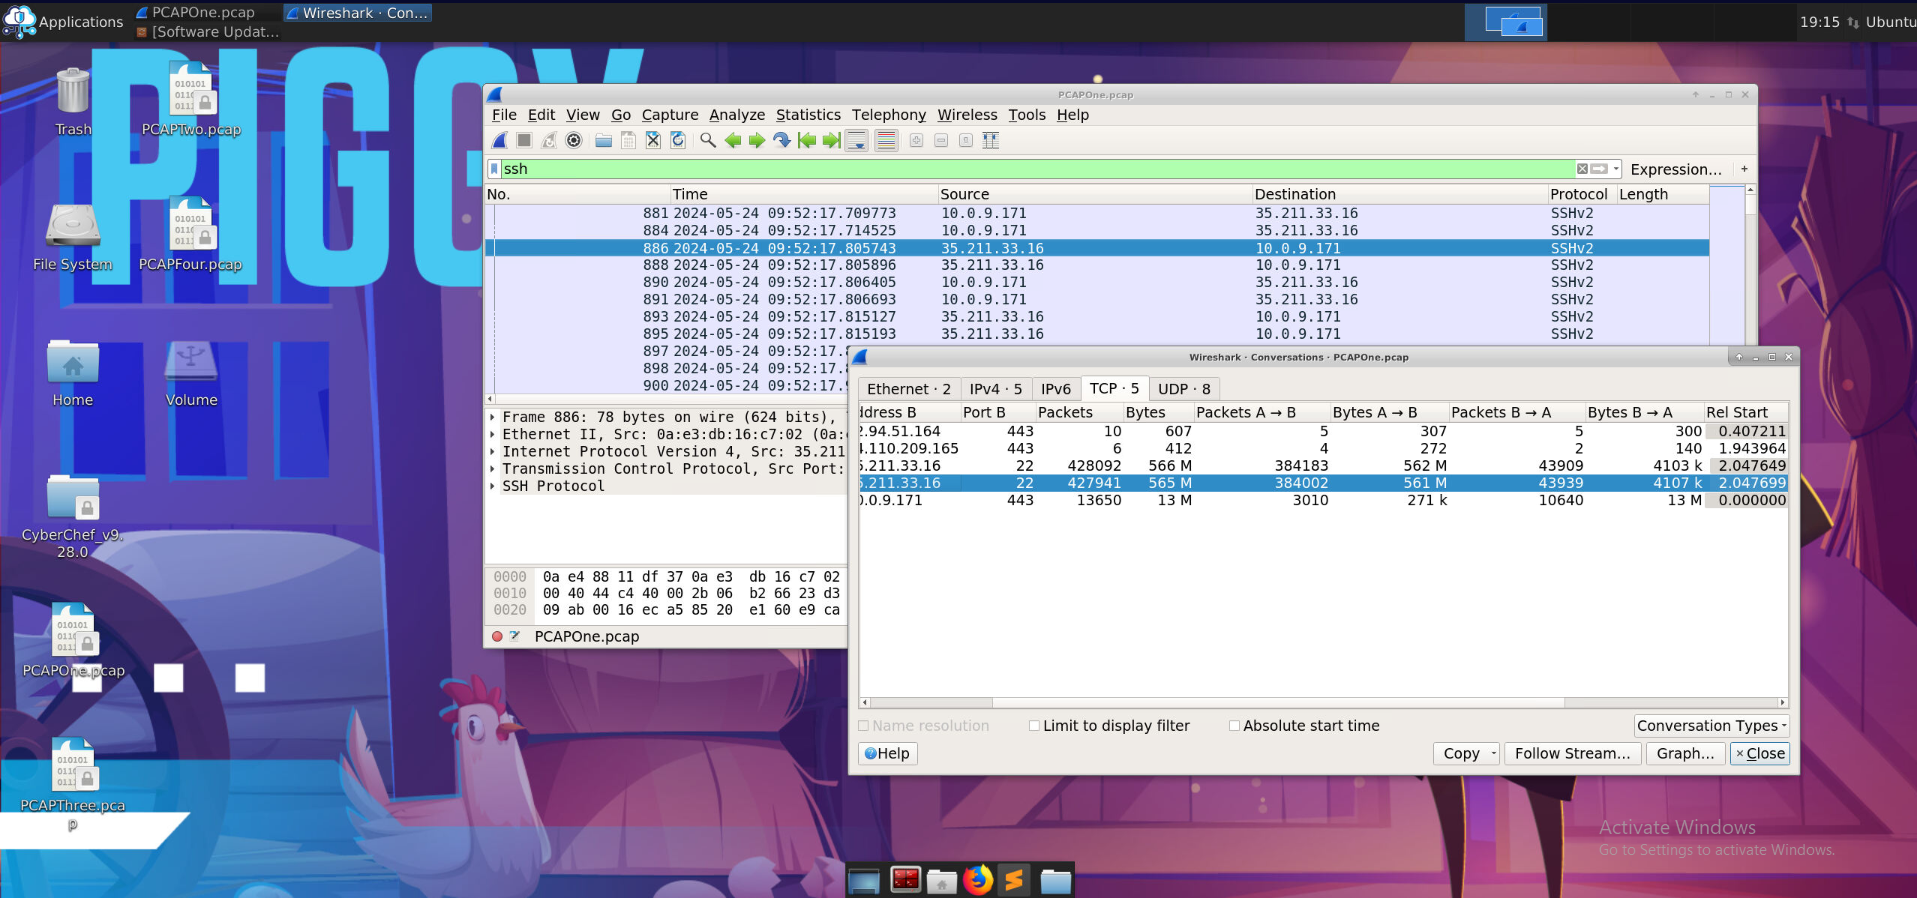 Applications
PCAPOne.pcap
Wireshark · Con...
[Software Updat...
19:15
Ubuntu
PIGGY
Trash
PCAPTwo.pcap
File System
PCAPFour.pcap
Home
Volume
CyberChef_v9.
28.0
PCAPOne.pcap
PCAPThree.pca
p
PCAPOne.pcap
File Edit View Go Capture Analyze Statistics Telephony Wireless Tools Help
ssh
Expression... +
No. Time Source Destination Protocol Length
881 2024-05-24 09:52:17.709773 10.0.9.171 35.211.33.16 SSHv2
884 2024-05-24 09:52:17.714525 10.0.9.171 35.211.33.16 SSHv2
886 2024-05-24 09:52:17.805743 35.211.33.16 10.0.9.171 SSHv2
888 2024-05-24 09:52:17.805896 35.211.33.16 10.0.9.171 SSHv2
890 2024-05-24 09:52:17.806405 10.0.9.171 35.211.33.16 SSHv2
891 2024-05-24 09:52:17.806693 10.0.9.171 35.211.33.16 SSHv2
893 2024-05-24 09:52:17.815127 35.211.33.16 10.0.9.171 SSHv2
895 2024-05-24 09:52:17.815193 35.211.33.16 10.0.9.171 SSHv2
897 2024-05-24 09:52:17.8
898 2024-05-24 09:52:17.8
900 2024-05-24 09:52:17.
Frame 886: 78 bytes on wire (624 bits),
Ethernet II, Src: 0a:e3:db:16:c7:02 (0a:
Internet Protocol Version 4, Src: 35.211
Transmission Control Protocol, Src Port:
SSH Protocol
0000 0a e4 88 11 df 37 0a e3 db 16 c7 02
0010 00 40 44 c4 40 00 2b 06 b2 66 23 d3
0020 09 ab 00 16 ec a5 85 20 e1 60 e9 ca
PCAPOne.pcap
Wireshark · Conversations · PCAPOne.pcap
Ethernet · 2 IPv4 · 5 IPv6 TCP · 5 UDP · 8
ddress B Port B Packets Bytes Packets A → B Bytes A → B Packets B → A Bytes B → A Rel Start
2.94.51.164 443 10 607 5 307 5 300 0.407211
.110.209.165 443 6 412 4 272 2 140 1.943964
5.211.33.16 22 428092 566 M 384183 562 M 43909 4103 k 2.047649
5.211.33.16 22 427941 565 M 384002 561 M 43939 4107 k 2.047699
0.0.9.171 443 13650 13 M 3010 271 k 10640 13 M 0.000000
Name resolution Limit to display filter Absolute start time Conversation Types
Help Copy Follow Stream... Graph... Close
Activate Windows
Go to Settings to activate Windows.